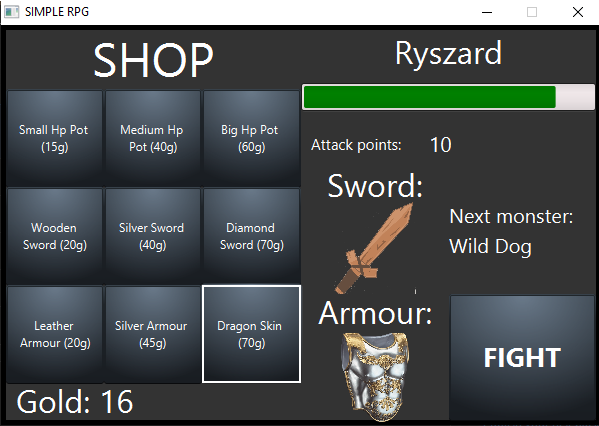 SIMPLE RPG
SHOP
Small Hp Pot
(15g)
Medium Hp
Pot (40g)
Big Hp Pot
(60g)
Wooden
Sword (20g)
Silver Sword
(40g)
Diamond
Sword (70g)
Leather
Armour (20g)
Silver Armour
(45g)
Dragon Skin
(70g)
Gold: 16
Ryszard
Attack points: 10
Sword:
Next monster:
Wild Dog
Armour:
FIGHT